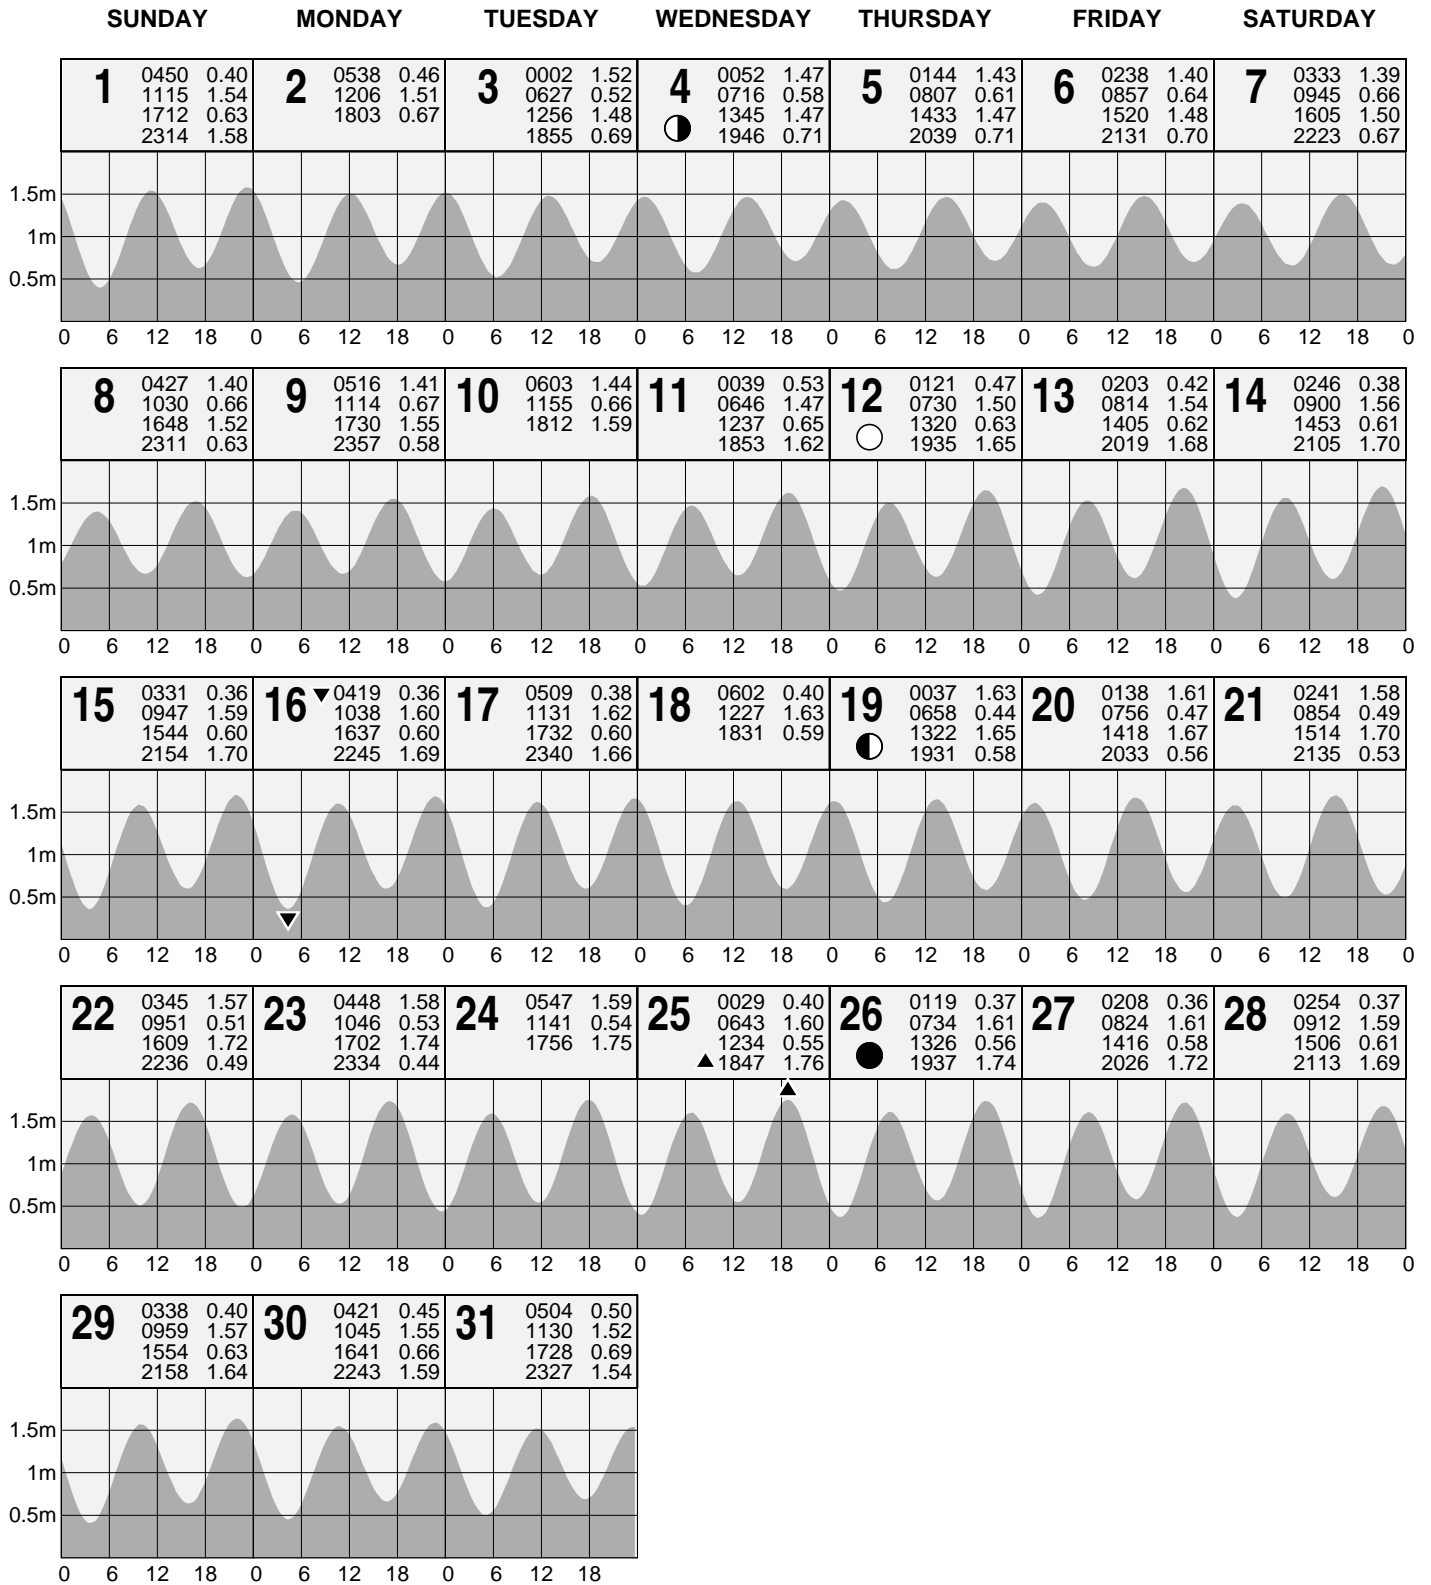 SUNDAY MONDAY TUESDAY WEDNESDAY THURSDAY FRIDAY SATURDAY
1 0450 0.40
1115 1.54
1712 0.63
2314 1.58
2 0538 0.46
1206 1.51
1803 0.67
3 0002 1.52
0627 0.52
1256 1.48
1855 0.69
4 0052 1.47
0716 0.58
1345 1.47
1946 0.71
5 0144 1.43
0807 0.61
1433 1.47
2039 0.71
6 0238 1.40
0857 0.64
1520 1.48
2131 0.70
7 0333 1.39
0945 0.66
1605 1.50
2223 0.67
1.5m
1m
0.5m
0 6 12 18 0 6 12 18 0 6 12 18 0 6 12 18 0 6 12 18 0 6 12 18 0 6 12 18 0
8 0427 1.40
1030 0.66
1648 1.52
2311 0.63
9 0516 1.41
1114 0.67
1730 1.55
2357 0.58
10 0603 1.44
1155 0.66
1812 1.59
11 0039 0.53
0646 1.47
1237 0.65
1853 1.62
12 0121 0.47
0730 1.50
1320 0.63
1935 1.65
13 0203 0.42
0814 1.54
1405 0.62
2019 1.68
14 0246 0.38
0900 1.56
1453 0.61
2105 1.70
1.5m
1m
0.5m
0 6 12 18 0 6 12 18 0 6 12 18 0 6 12 18 0 6 12 18 0 6 12 18 0 6 12 18 0
15 0331 0.36
0947 1.59
1544 0.60
2154 1.70
16 0419 0.36
1038 1.60
1637 0.60
2245 1.69
17 0509 0.38
1131 1.62
1732 0.60
2340 1.66
18 0602 0.40
1227 1.63
1831 0.59
19 0037 1.63
0658 0.44
1322 1.65
1931 0.58
20 0138 1.61
0756 0.47
1418 1.67
2033 0.56
21 0241 1.58
0854 0.49
1514 1.70
2135 0.53
1.5m
1m
0.5m
0 6 12 18 0 6 12 18 0 6 12 18 0 6 12 18 0 6 12 18 0 6 12 18 0 6 12 18 0
22 0345 1.57
0951 0.51
1609 1.72
2236 0.49
23 0448 1.58
1046 0.53
1702 1.74
2334 0.44
24 0547 1.59
1141 0.54
1756 1.75
25 0029 0.40
0643 1.60
1234 0.55
1847 1.76
26 0119 0.37
0734 1.61
1326 0.56
1937 1.74
27 0208 0.36
0824 1.61
1416 0.58
2026 1.72
28 0254 0.37
0912 1.59
1506 0.61
2113 1.69
1.5m
1m
0.5m
0 6 12 18 0 6 12 18 0 6 12 18 0 6 12 18 0 6 12 18 0 6 12 18 0 6 12 18 0
29 0338 0.40
0959 1.57
1554 0.63
2158 1.64
30 0421 0.45
1045 1.55
1641 0.66
2243 1.59
31 0504 0.50
1130 1.52
1728 0.69
2327 1.54
1.5m
1m
0.5m
0 6 12 18 0 6 12 18 0 6 12 18